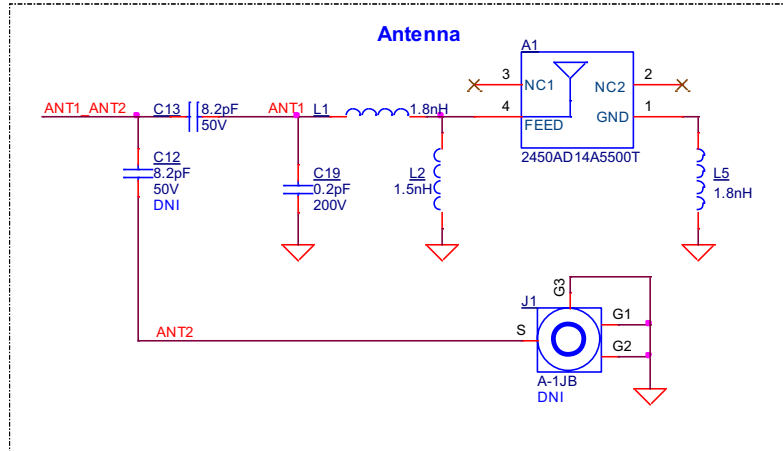 Antenna
A1
3
NC1
NC2
2
ANT1_ANT2
C13
8.2pF
50V
ANT1
L1
1.8nH
4
FEED
GND
1
2450AD14A5500T
C12
8.2pF
50V
DNI
C19
0.2pF
200V
L2
1.5nH
L5
1.8nH
G3
J1
G1
S
G2
ANT2
A-1JB
DNI